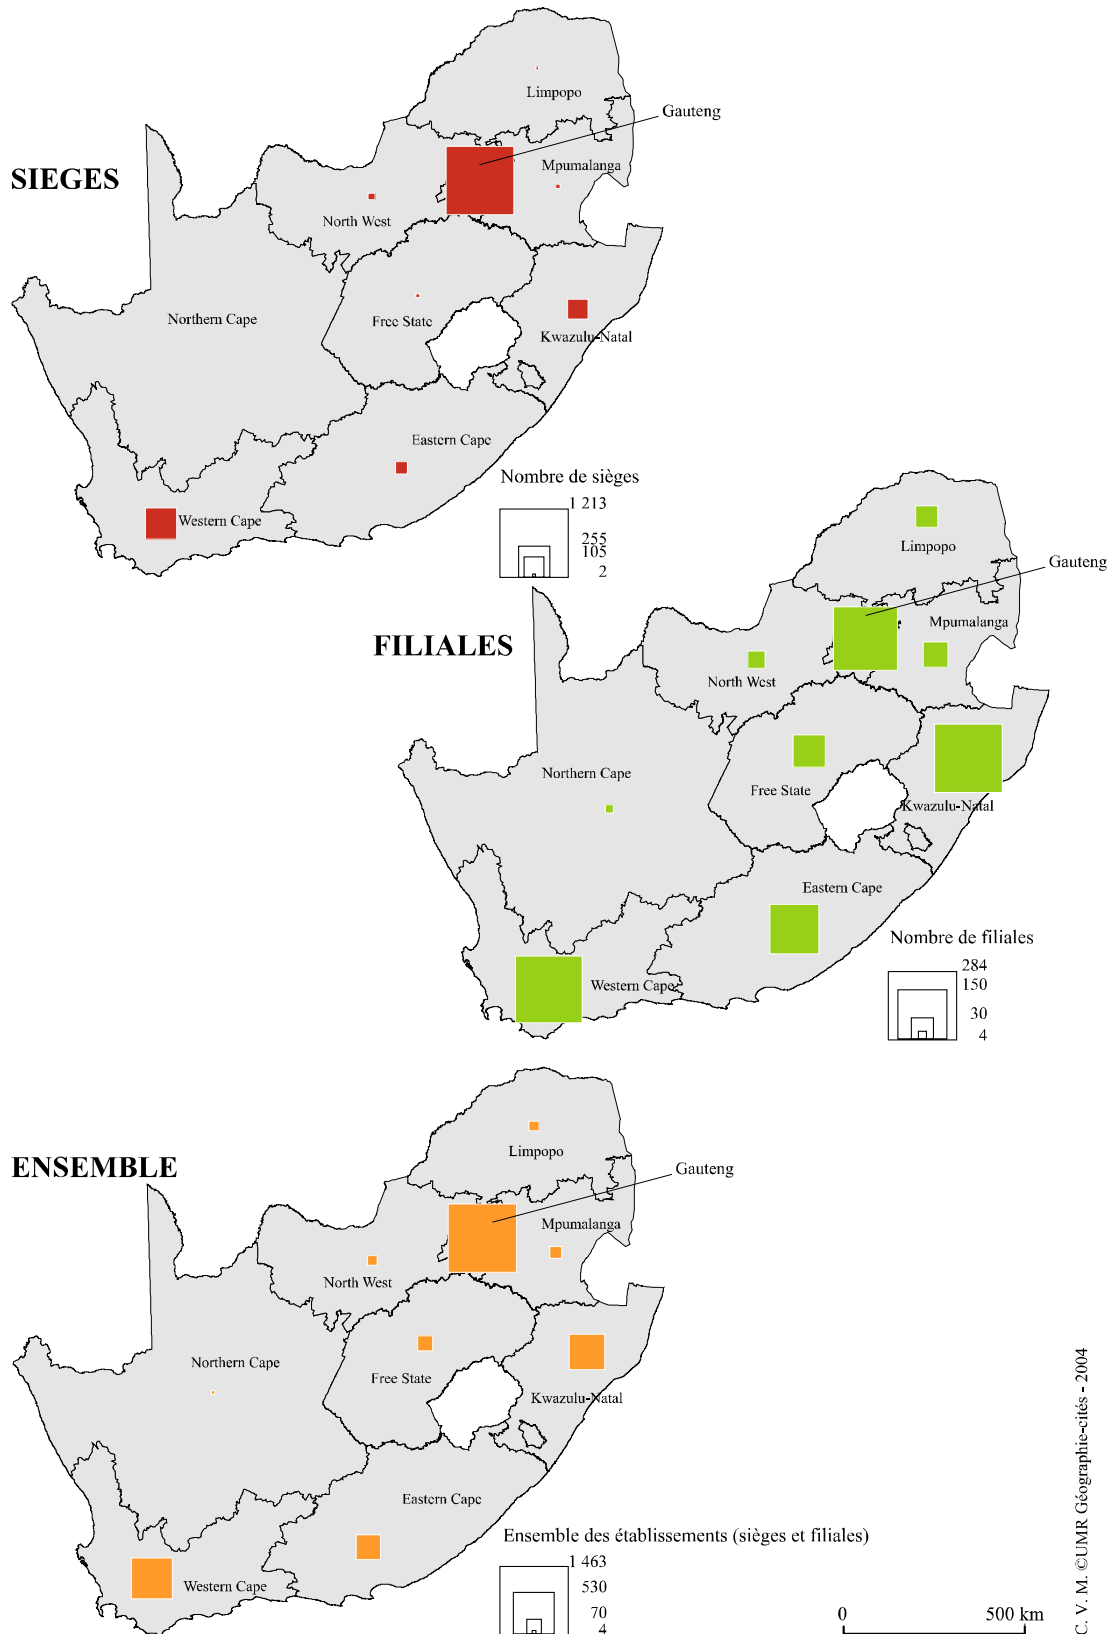 SIEGES
Limpopo
Gauteng
Mpumalanga
North West
Northern Cape
Free State
Kwazulu-Natal
Eastern Cape
Western Cape
Nombre de sièges
1 213
255
105
2
FILIALES
Limpopo
Gauteng
Mpumalanga
North West
Northern Cape
Free State
Kwazulu-Natal
Eastern Cape
Western Cape
Nombre de filiales
284
150
30
4
ENSEMBLE
Limpopo
Gauteng
Mpumalanga
North West
Northern Cape
Free State
Kwazulu-Natal
Eastern Cape
Western Cape
Ensemble des établissements (sièges et filiales)
1 463
530
70
4
0 500 km
C. V. M. ©UMR Géographie-cités - 2004